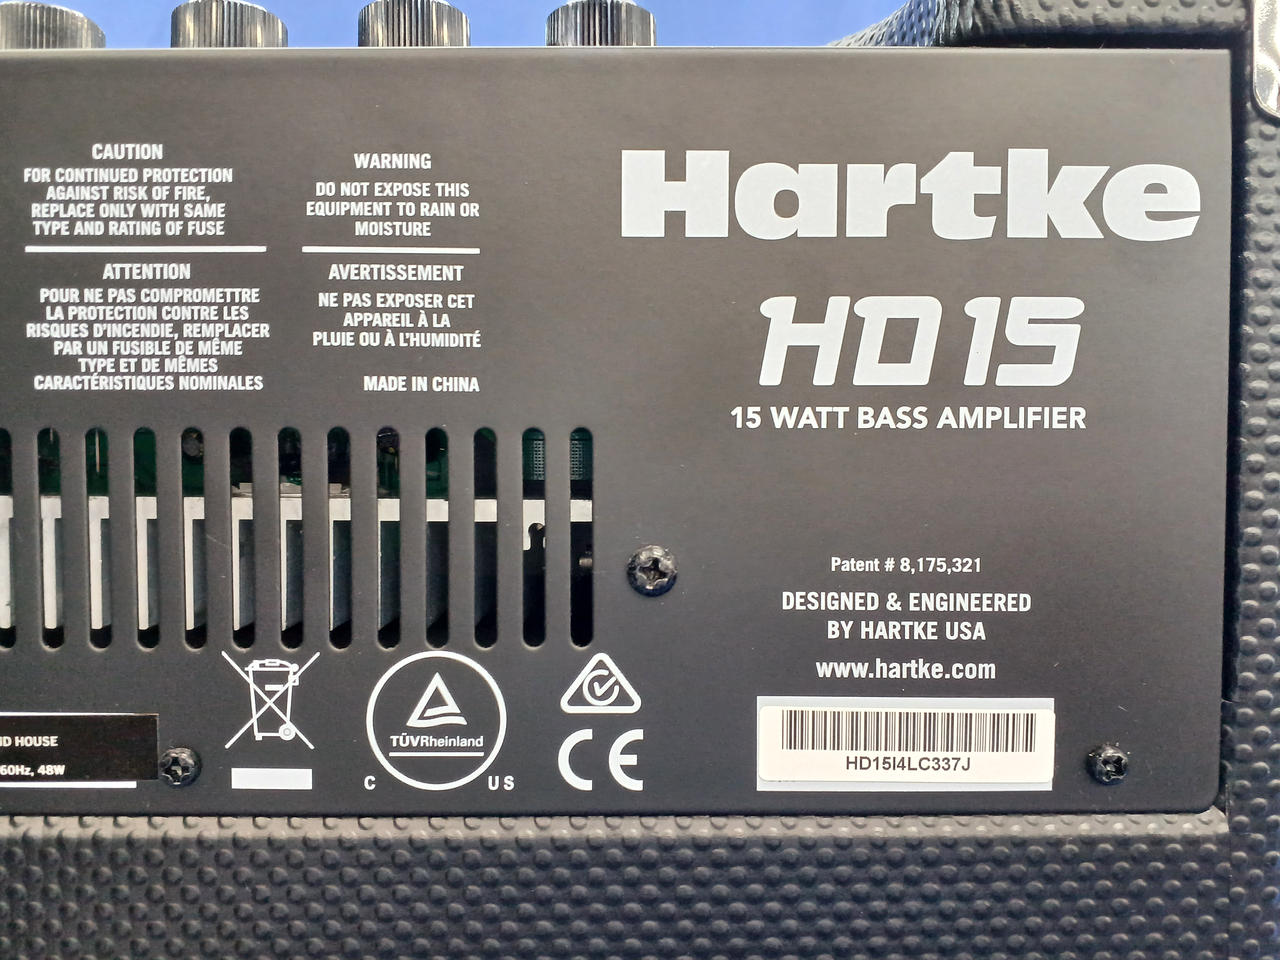 CAUTION
FOR CONTINUED PROTECTION
AGAINST RISK OF FIRE,
REPLACE ONLY WITH SAME
TYPE AND RATING OF FUSE
ATTENTION
POUR NE PAS COMPROMETTRE
LA PROTECTION CONTRE LES
RISQUES D'INCENDIE, REMPLACER
PAR UN FUSIBLE DE MÊME
TYPE ET DE MÊMES
CARACTÉRISTIQUES NOMINALES
WARNING
DO NOT EXPOSE THIS
EQUIPMENT TO RAIN OR
MOISTURE
AVERTISSEMENT
NE PAS EXPOSER CET
APPAREIL À LA
PLUIE OU À L'HUMIDITÉ
MADE IN CHINA
Hartke
HD15
15 WATT BASS AMPLIFIER
Patent # 8,175,321
DESIGNED & ENGINEERED
BY HARTKE USA
www.hartke.com
HD15I4LC337J
HOUSE
60Hz, 48W
TÜVRheinland
C US
CE